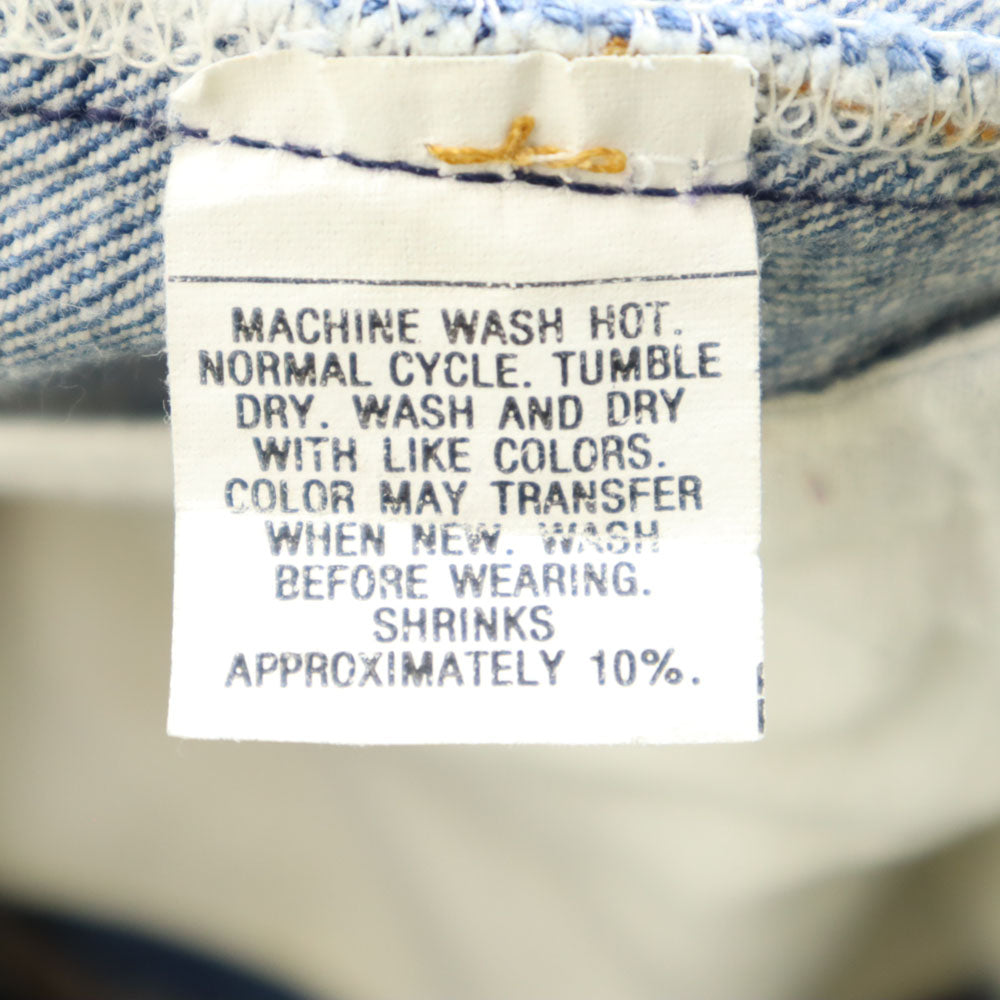 MACHINE WASH HOT.
NORMAL CYCLE. TUMBLE
DRY. WASH AND DRY
WITH LIKE COLORS.
COLOR MAY TRANSFER
WHEN NEW. WASH
BEFORE WEARING.
SHRINKS
APPROXIMATELY 10%.